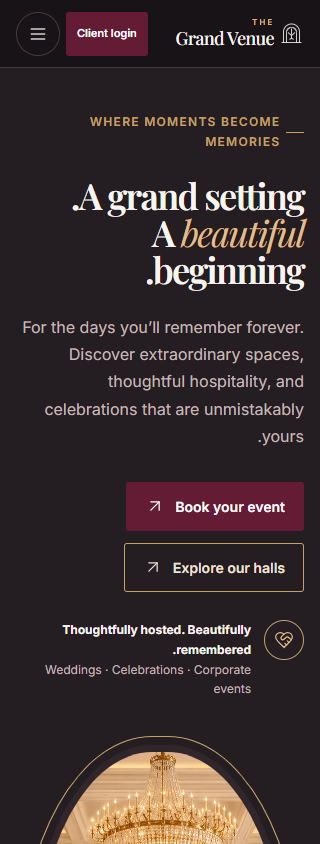 Client login
THE
Grand Venue
WHERE MOMENTS BECOME
MEMORIES
.A grand setting
A beautiful
.beginning
For the days you’ll remember forever.
Discover extraordinary spaces,
thoughtful hospitality, and
celebrations that are unmistakably
.yours
Book your event
Explore our halls
Thoughtfully hosted. Beautifully
.remembered
Weddings · Celebrations · Corporate
events